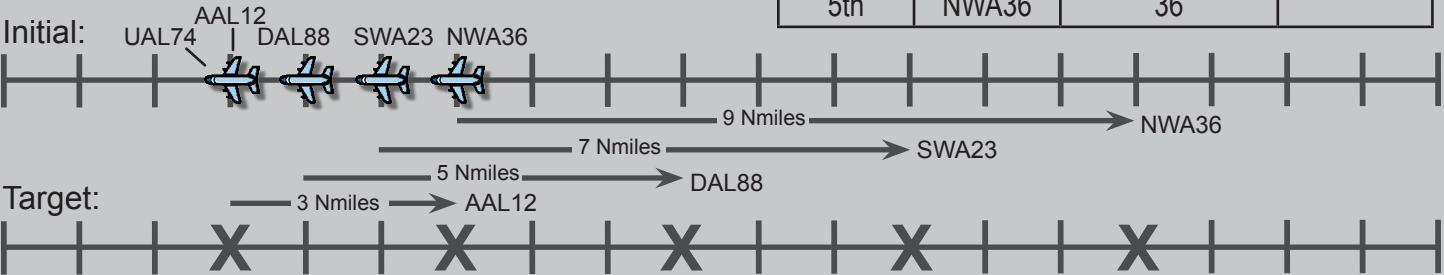 5th NWA36 36
Initial:
AAL12
UAL74 DAL88 SWA23 NWA36
9 Nmiles NWA36
7 Nmiles SWA23
5 Nmiles DAL88
Target:
3 Nmiles AAL12
X X X X X